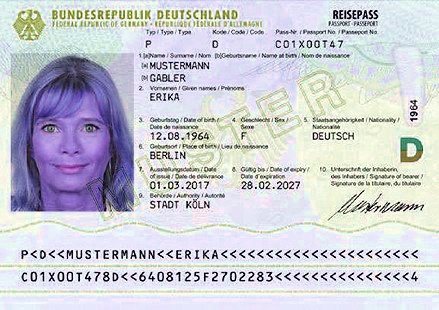 BUNDESREPUBLIK DEUTSCHLAND REISEPASS
FEDERAL REPUBLIC OF GERMANY · RÉPUBLIQUE FÉDÉRALE D'ALLEMAGNE PASSPORT · PASSEPORT
Typ / Type / Type Kode / Code / Code Pass-Nr. / Passport No. / Passeport No.
P D C01X00T47
1.[a]Name / Surname / Nom [b]Geburtsname / Name at birth / Nom de naissance
[a] MUSTERMANN
[b] GABLER
2. Vornamen / Given names / Prénoms
ERIKA
3. Geburtstag / Date of birth / Date de naissance
12.08.1964
4. Geschlecht / Sex / Sexe
F
5. Staatsangehörigkeit / Nationality / Nationalité
DEUTSCH
1964
6. Geburtsort / Place of birth / Lieu de naissance
BERLIN
D
7. Ausstellungsdatum / Date of issue / Date de délivrance
01.03.2017
8. Gültig bis / Date of expiry / Date d'expiration
28.02.2027
9. Behörde / Authority / Autorité
STADT KÖLN
10. Unterschrift der Inhaberin, des Inhabers / Signature of bearer / Signature de la titulaire, du titulaire
Mustermann
MUSTER
P<D<<MUSTERMANN<<ERIKA<<<<<<<<<<<<<<<<<<<<<<
C01X00T478D<<6408125F2702283<<<<<<<<<<<<<<<4